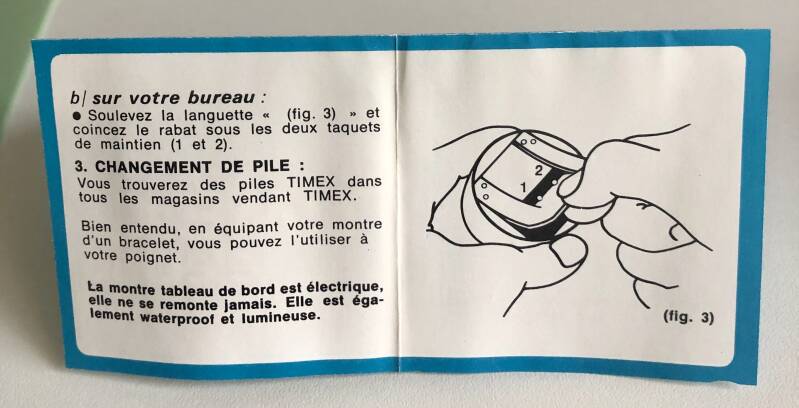 b/ sur votre bureau :
● Soulevez la languette « (fig. 3) » et
coincez le rabat sous les deux taquets
de maintien (1 et 2).
3. CHANGEMENT DE PILE :
Vous trouverez des piles TIMEX dans
tous les magasins vendant TIMEX.
Bien entendu, en équipant votre montre
d'un bracelet, vous pouvez l'utiliser à
votre poignet.
La montre tableau de bord est électrique,
elle ne se remonte jamais. Elle est éga-
lement waterproof et lumineuse.
2
1
(fig. 3)